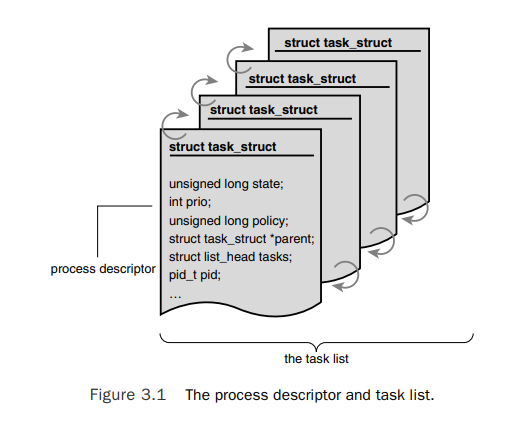 struct task_struct
struct task_struct
struct task_struct
struct task_struct
unsigned long state;
int prio;
unsigned long policy;
struct task_struct *parent;
struct list_head tasks;
pid_t pid;
...
process descriptor
the task list
Figure 3.1 The process descriptor and task list.